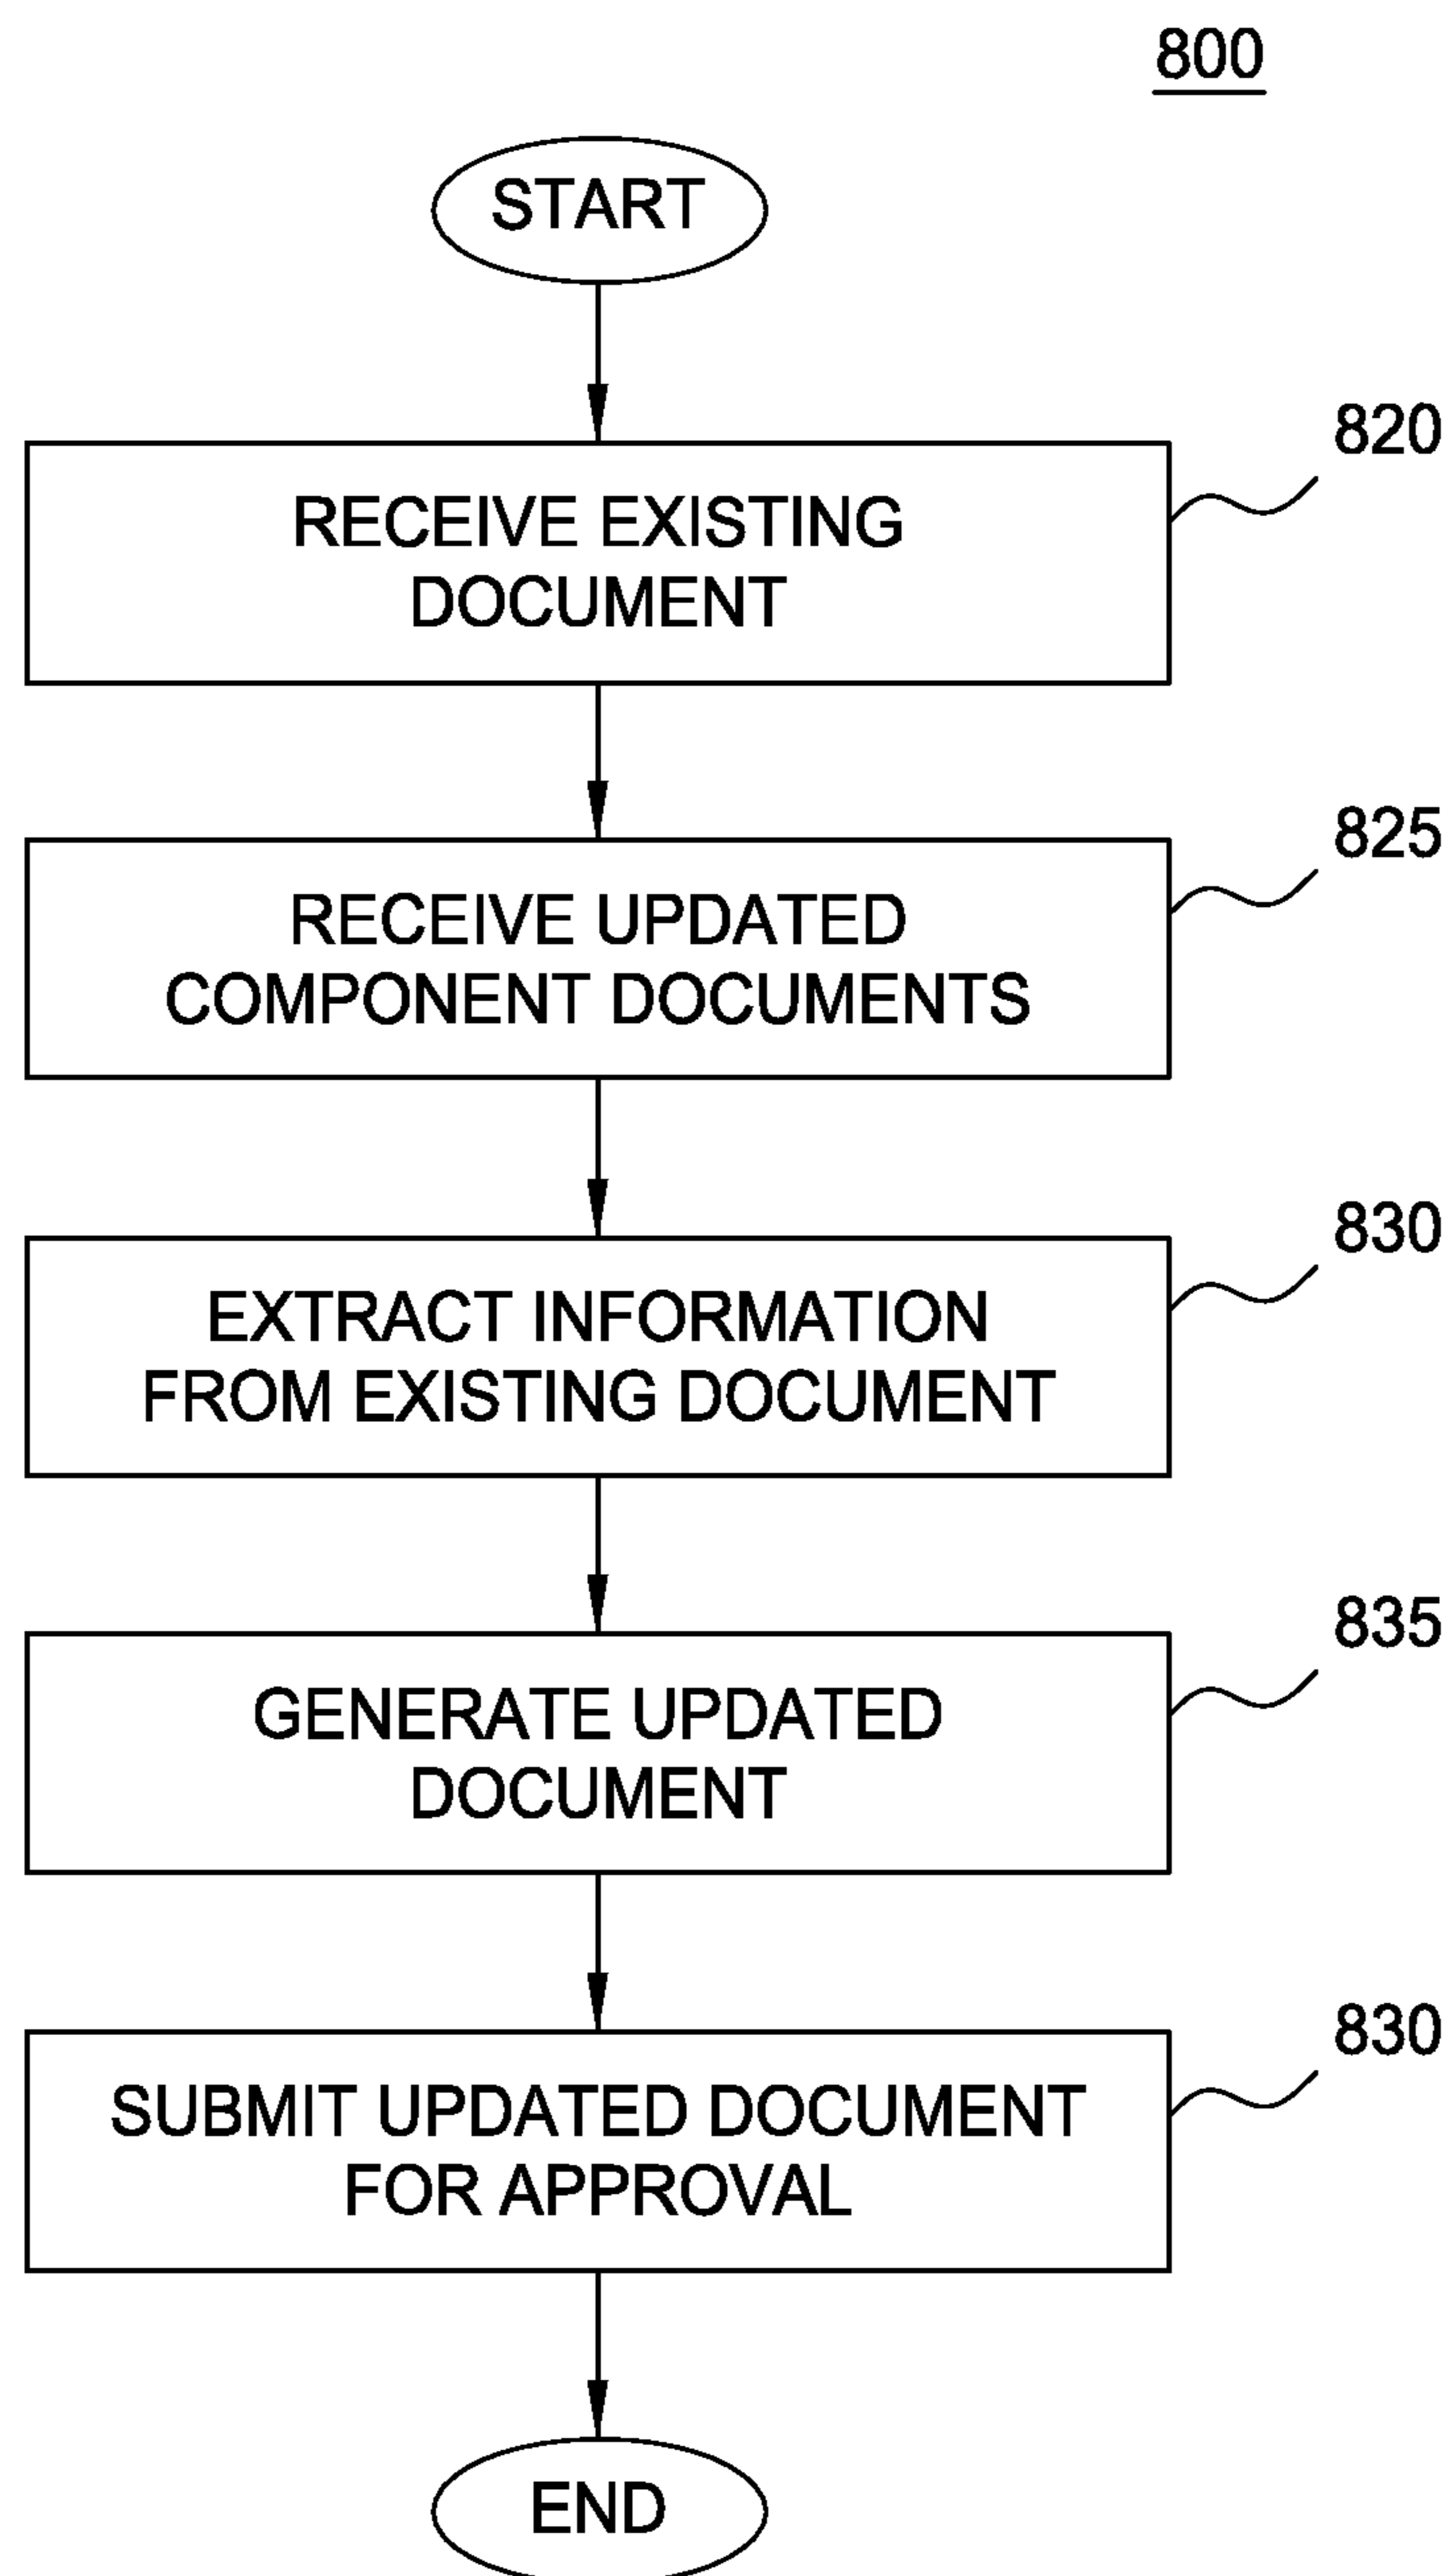 800
START
820
RECEIVE EXISTING
DOCUMENT
825
RECEIVE UPDATED
COMPONENT DOCUMENTS
830
EXTRACT INFORMATION
FROM EXISTING DOCUMENT
835
GENERATE UPDATED
DOCUMENT
830
SUBMIT UPDATED DOCUMENT
FOR APPROVAL
END